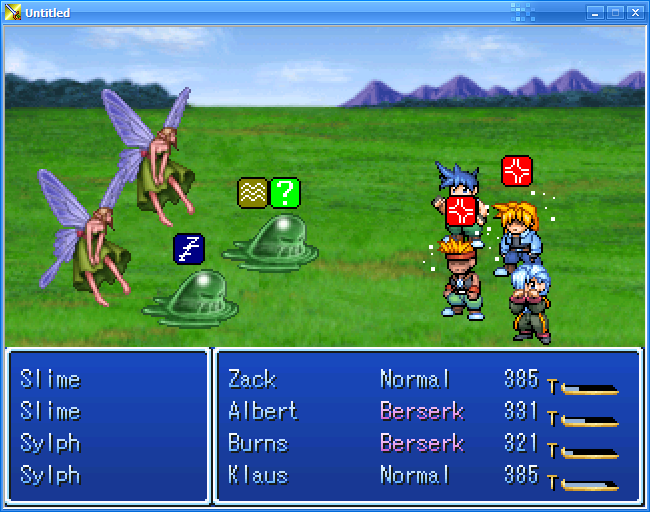 Untitled
?
Slime
Slime
Sylph
Sylph
Zack Normal 385 T
Albert Berserk 331 T
Burns Berserk 321 T
Klaus Normal 385 T